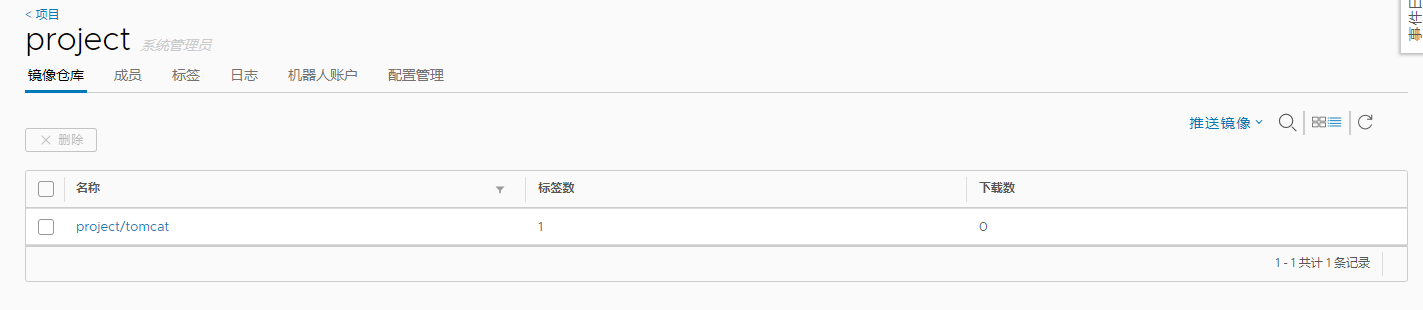 < 项目
project 系统管理员
镜像仓库 成员 标签 日志 机器人账户 配置管理
推送镜像
删除
名称 标签数 下载数
project/tomcat 1 0
1 - 1 共计 1 条记录
事件日